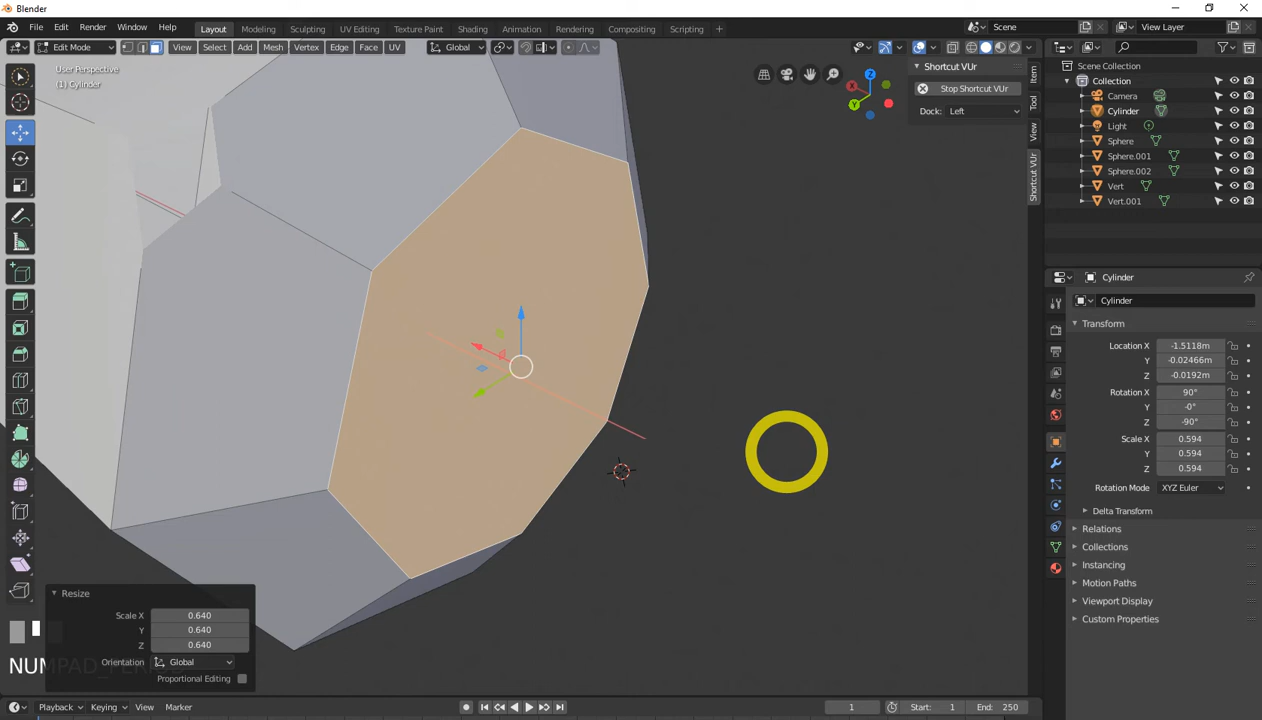 Blender
File Edit Render Window Help Layout Modeling Sculpting UV Editing Texture Paint Shading Animation Rendering Compositing Scripting + Scene View Layer
Edit Mode View Select Add Mesh Vertex Edge Face UV Global
User Perspective
(1) Cylinder
X
Y
Z
Shortcut VUr
Stop Shortcut VUr
Dock: Left
Item
Tool
View
Shortcut VUr
Scene Collection
Collection
Camera
Cylinder
Light
Sphere
Sphere.001
Sphere.002
Vert
Vert.001
Cylinder
Cylinder
Transform
Location X -1.5118m
Y -0.02466m
Z -0.0192m
Rotation X 90°
Y -0°
Z -90°
Scale X 0.594
Y 0.594
Z 0.594
Rotation Mode XYZ Euler
Delta Transform
Relations
Collections
Instancing
Motion Paths
Viewport Display
Custom Properties
Resize
Scale X 0.640
Y 0.640
Z 0.640
Orientation Global
Proportional Editing
Playback Keying View Marker 1 Start: 1 End: 250